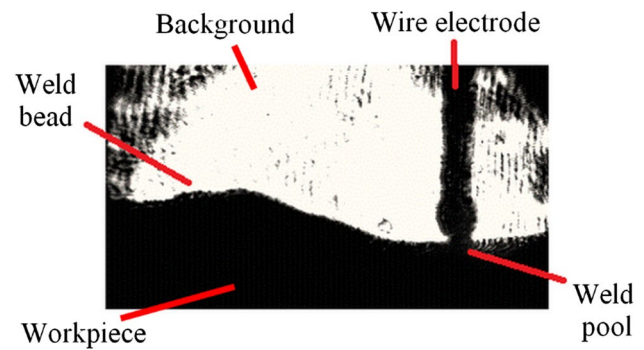 Background
Wire electrode
Weld
bead
Weld
pool
Workpiece